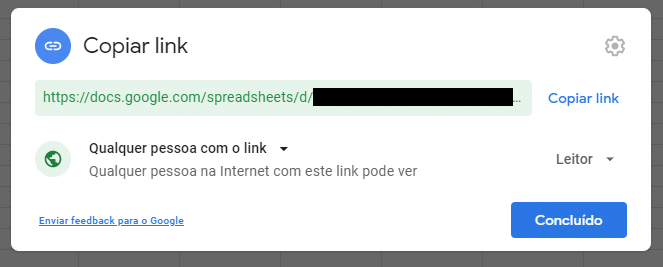 Copiar link
https://docs.google.com/spreadsheets/d/ ...
Copiar link
Qualquer pessoa com o link
Qualquer pessoa na Internet com este link pode ver
Leitor
Enviar feedback para o Google
Concluído